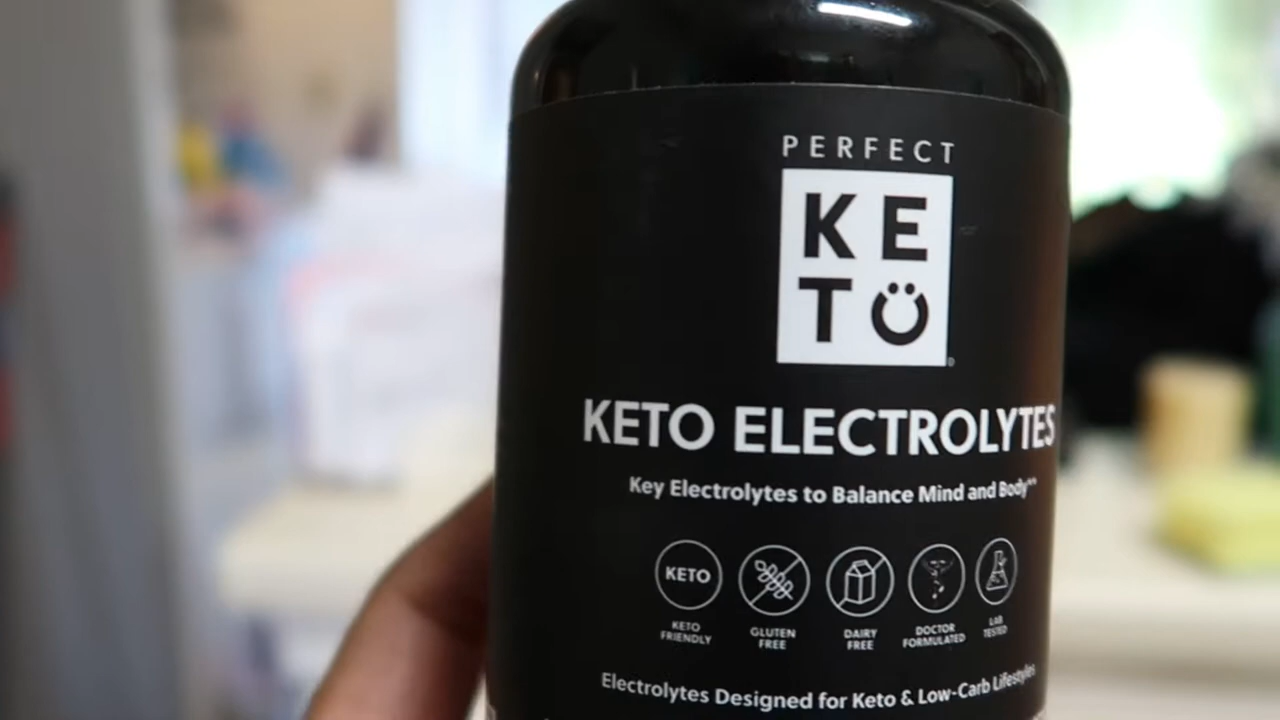 PERFECT
KE
TÖ
KETO ELECTROLYTES
Key Electrolytes to Balance Mind and Body**
KETO
KETO FRIENDLY
GLUTEN FREE
DAIRY FREE
DOCTOR FORMULATED
LAB TESTED
Electrolytes Designed for Keto & Low-Carb Lifestyles